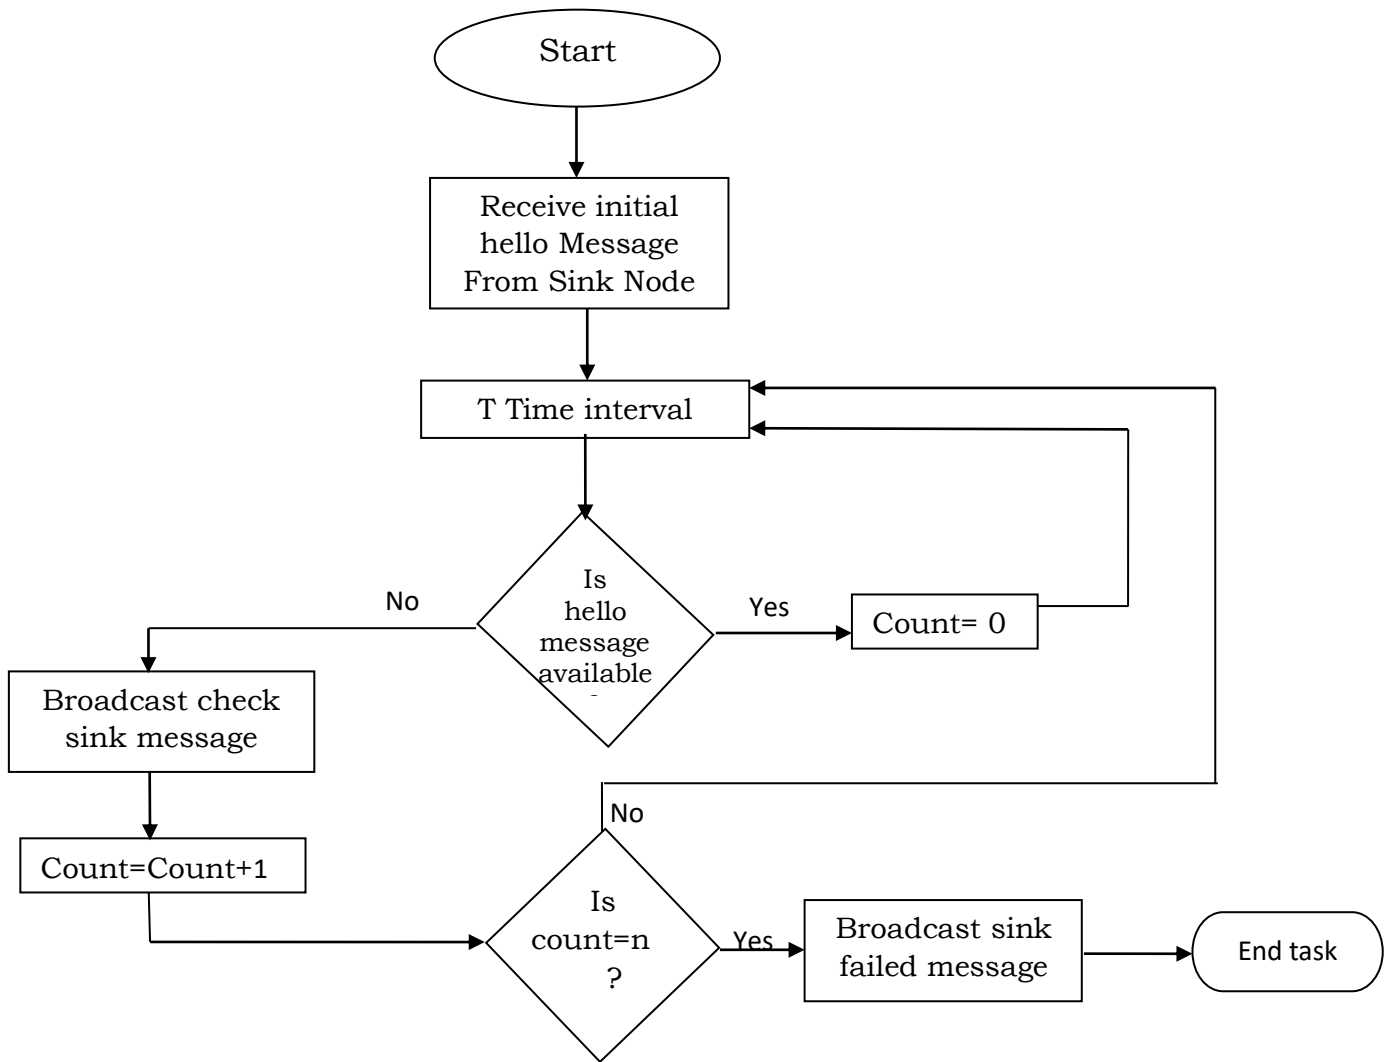 Start
Receive initial
hello Message
From Sink Node
T Time interval
Is
hello
message
available
No
Yes
Count= 0
Broadcast check
sink message
Count=Count+1
No
Is
count=n
?
Yes
Broadcast sink
failed message
End task